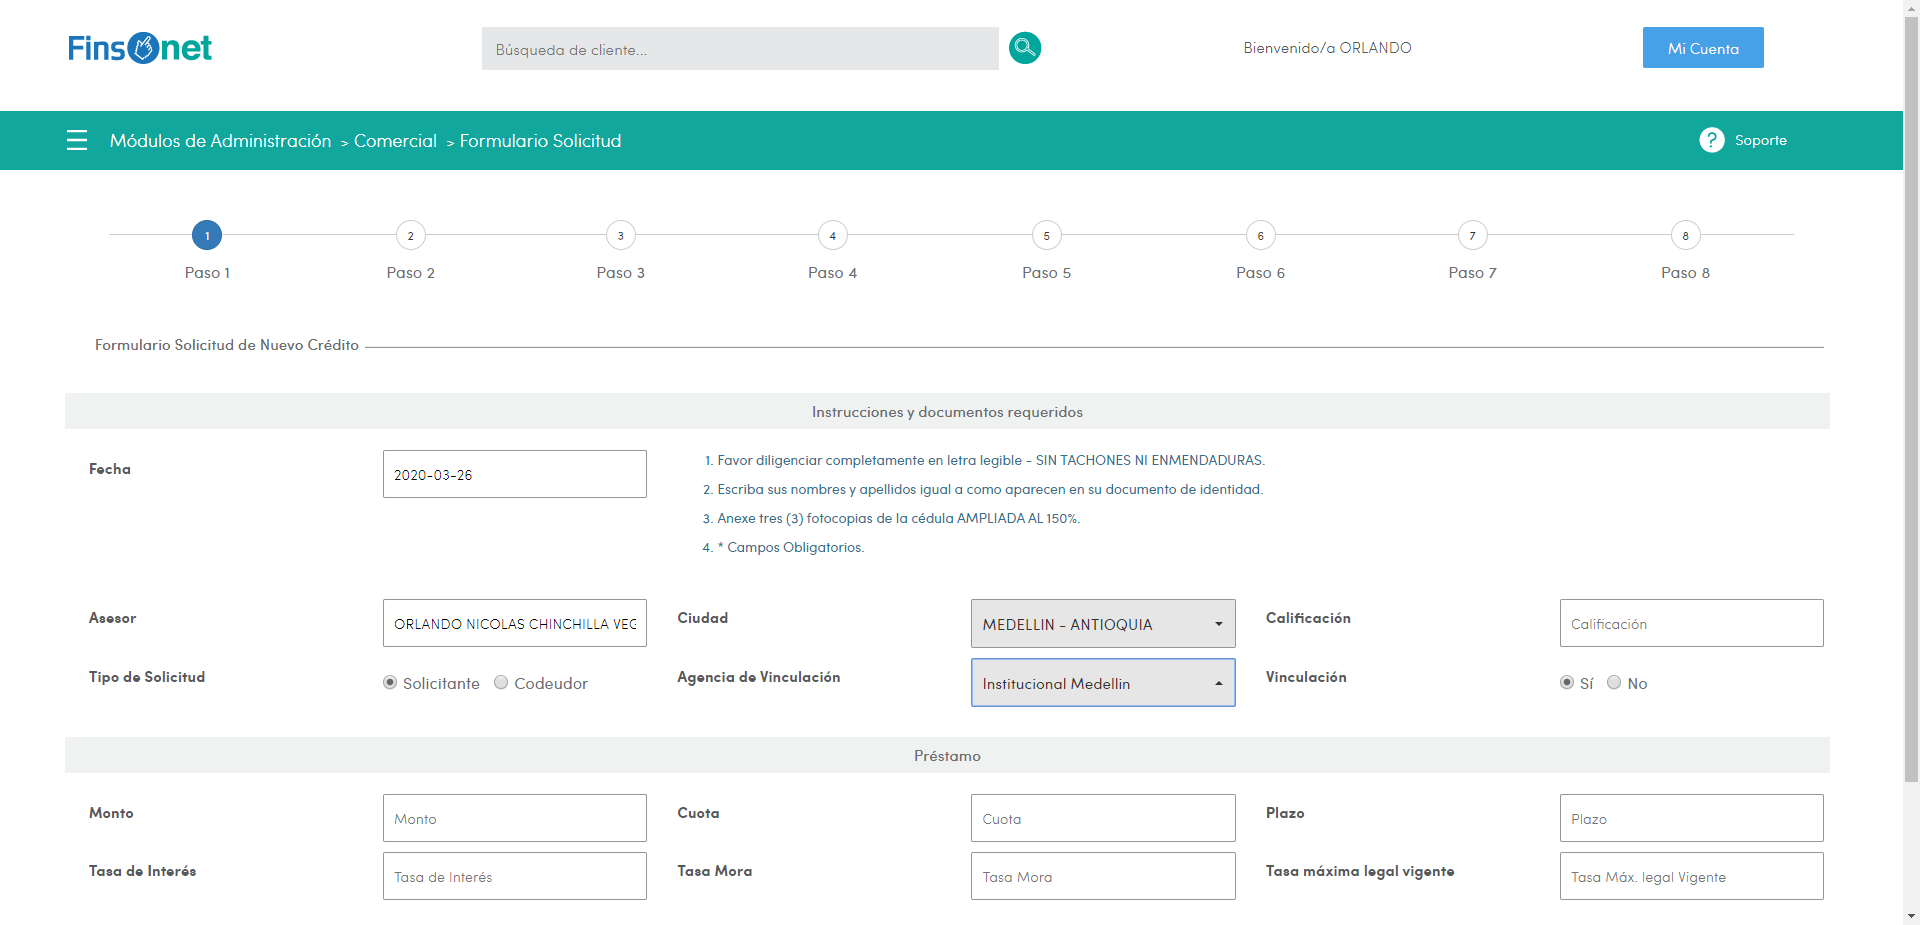 Finsonet
Búsqueda de cliente...
Bienvenido/a ORLANDO
Mi Cuenta
Módulos de Administración > Comercial > Formulario Solicitud
? Soporte
1 2 3 4 5 6 7 8
Paso 1 Paso 2 Paso 3 Paso 4 Paso 5 Paso 6 Paso 7 Paso 8
Formulario Solicitud de Nuevo Crédito
Instrucciones y documentos requeridos
Fecha 2020-03-26
1. Favor diligenciar completamente en letra legible - SIN TACHONES NI ENMENDADURAS.
2. Escriba sus nombres y apellidos igual a como aparecen en su documento de identidad.
3. Anexe tres (3) fotocopias de la cédula AMPLIADA AL 150%.
4. * Campos Obligatorios.
Asesor ORLANDO NICOLAS CHINCHILLA VEG Ciudad MEDELLIN - ANTIOQUIA Calificación Calificación
Tipo de Solicitud Solicitante Codeudor Agencia de Vinculación Institucional Medellin Vinculación Sí No
Préstamo
Monto Monto Cuota Cuota Plazo Plazo
Tasa de Interés Tasa de Interés Tasa Mora Tasa Mora Tasa máxima legal vigente Tasa Máx. legal Vigente